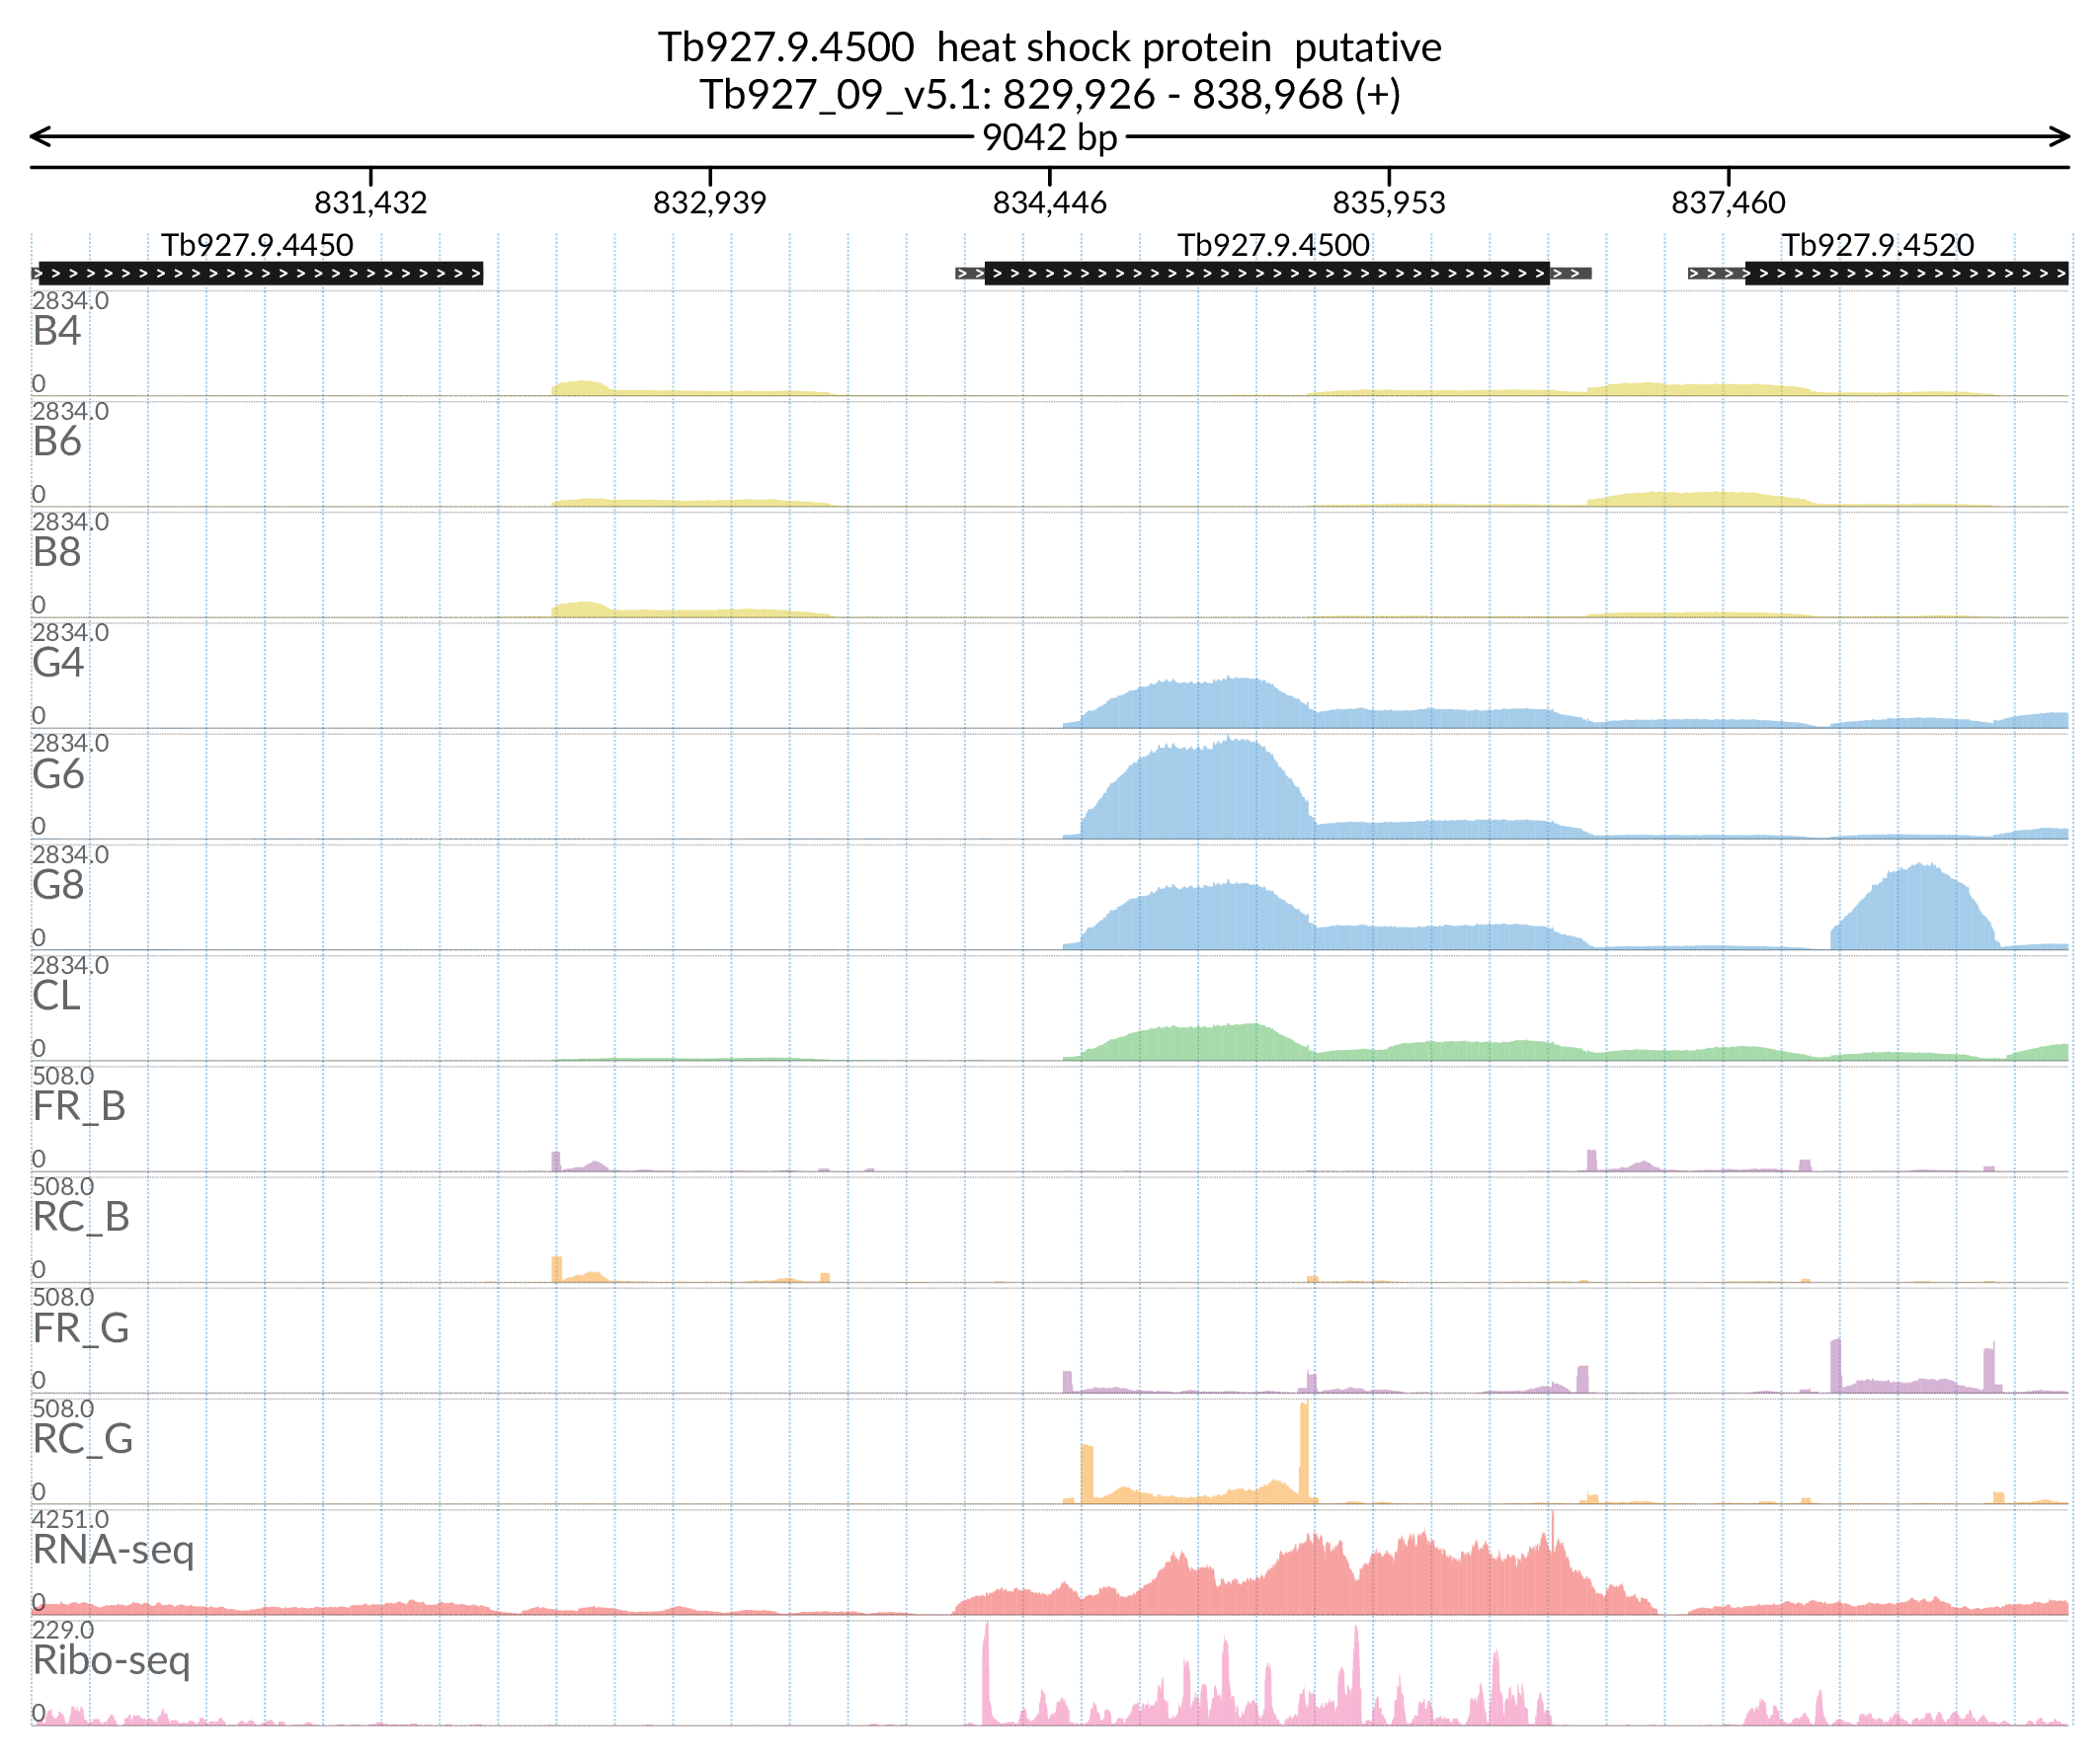 Tb927.9.4500 heat shock protein putative
Tb927_09_v5.1: 829,926 - 838,968 (+)
9042 bp
831,432 832,939 834,446 835,953 837,460
Tb927.9.4450 Tb927.9.4500 Tb927.9.4520
2834.0
B4
0
2834.0
B6
0
2834.0
B8
0
2834.0
G4
0
2834.0
G6
0
2834.0
G8
0
2834.0
CL
0
508.0
FR_B
0
508.0
RC_B
0
508.0
FR_G
0
508.0
RC_G
0
4251.0
RNA-seq
0
229.0
Ribo-seq
0